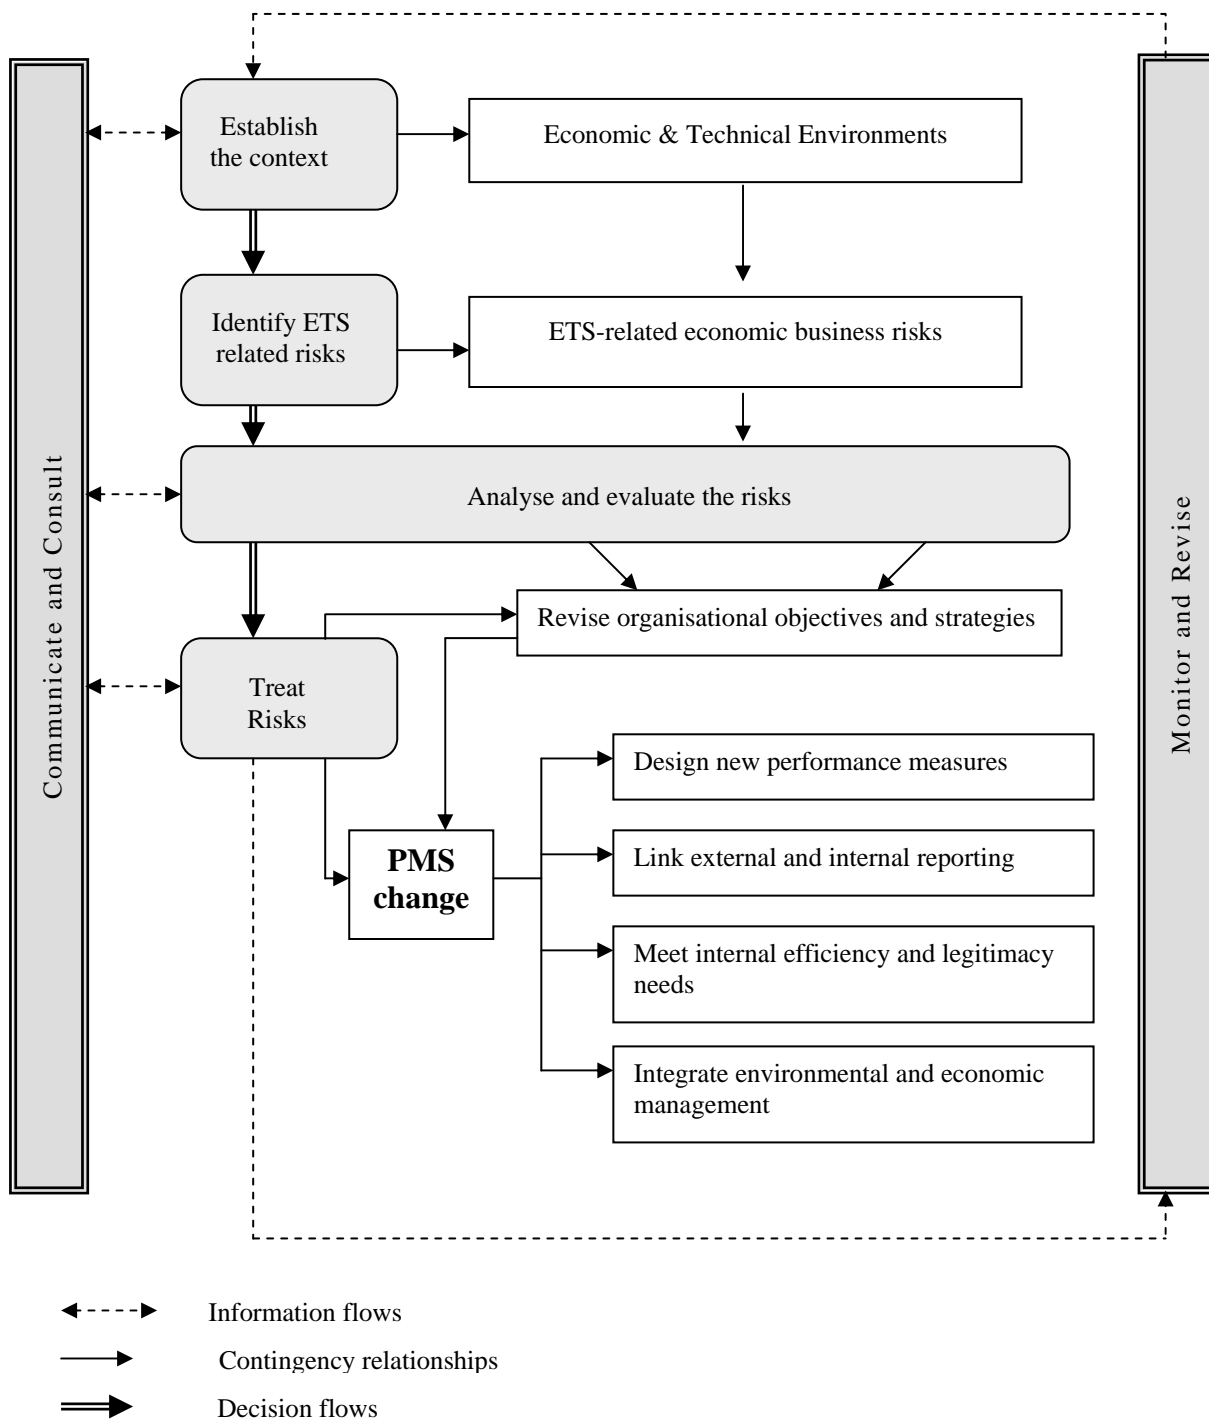 Establish
the context
Economic & Technical Environments
Identify ETS
related risks
ETS-related economic business risks
Communicate and Consult
Analyse and evaluate the risks
Monitor and Revise
Revise organisational objectives and strategies
Treat
Risks
Design new performance measures
PMS
change
Link external and internal reporting
Meet internal efficiency and legitimacy
needs
Integrate environmental and economic
management
Information flows
Contingency relationships
Decision flows